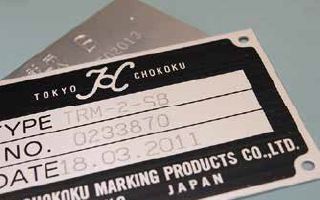 TOKYO CHOKOKU
TYPE TRM-2-SB
NO. 0233870
DATE 18.03.2011
CHOKOKU MARKING PRODUCTS CO.,LTD.
JAPAN